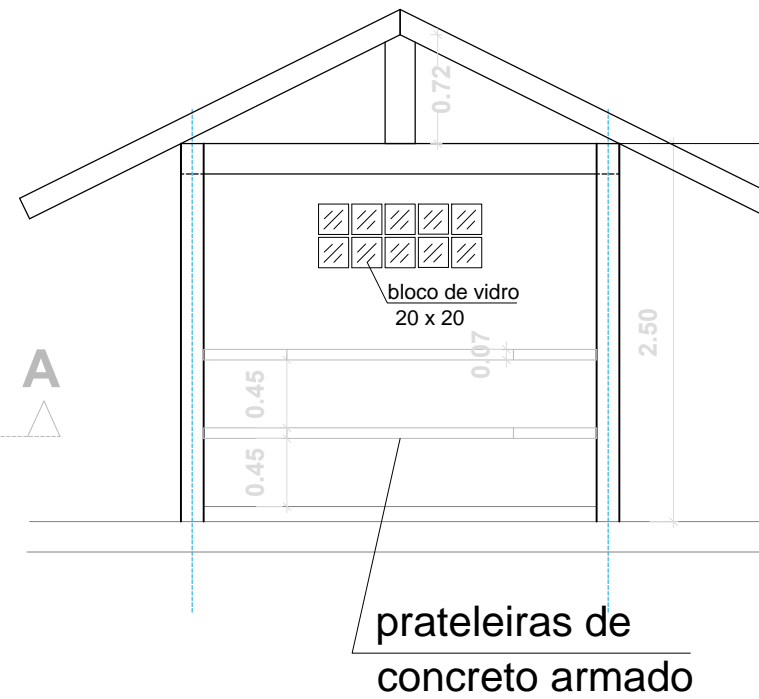 0.72
bloco de vidro
20 x 20
2.50
0.07
A
0.45
0.45
prateleiras de
concreto armado